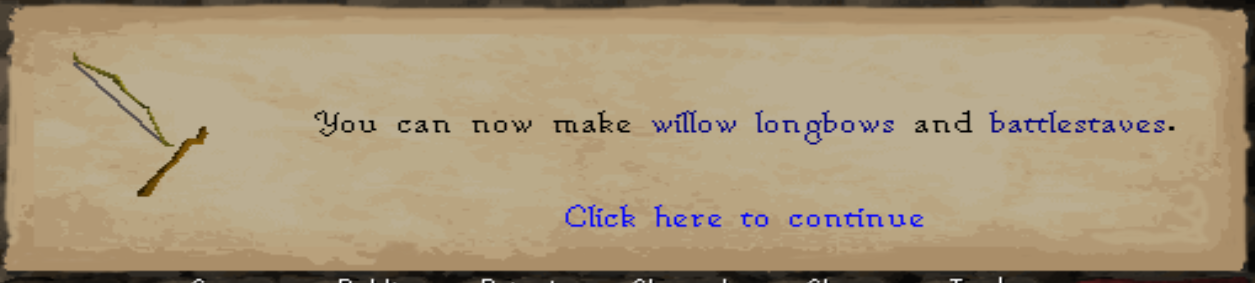 You can now make willow longbows and battlestaves.
Click here to continue